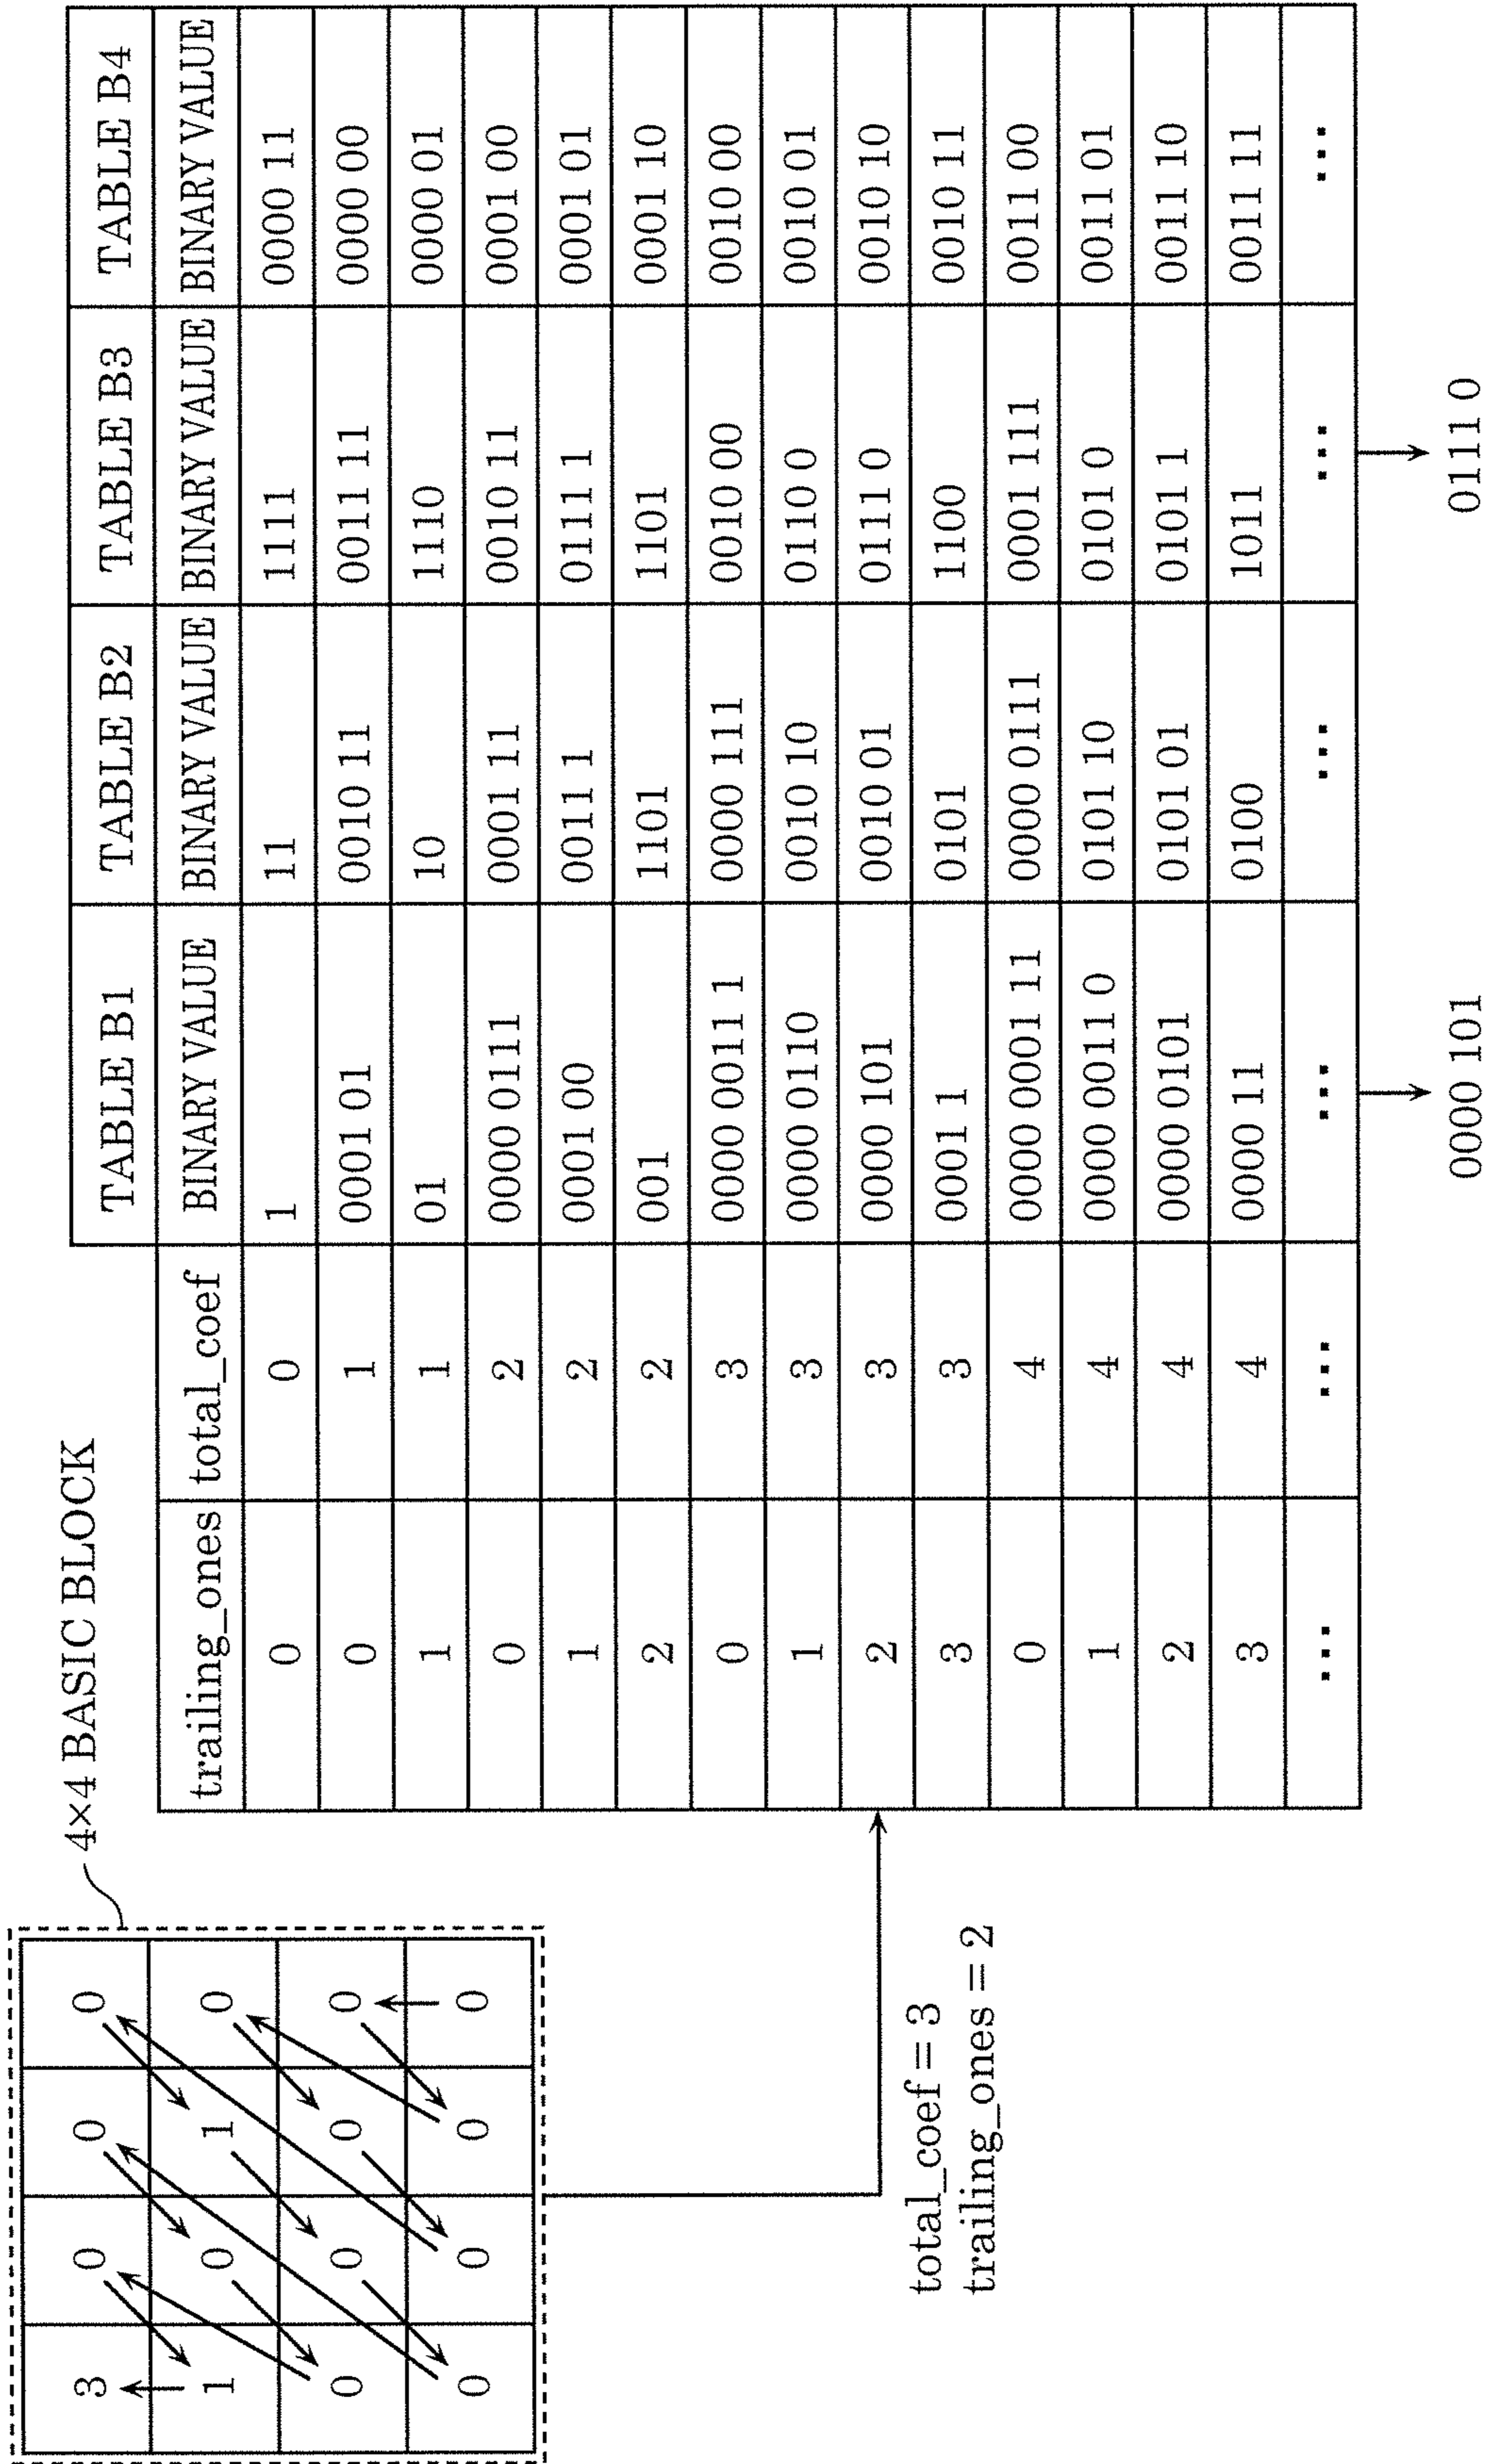 4×4 BASIC BLOCK
3 0 0 0
1 0 1 0
0 0 0 0
0 0 0 0
total_coef = 3
trailing_ones = 2
TABLE B1 TABLE B2 TABLE B3 TABLE B4
trailing_ones total_coef BINARY VALUE BINARY VALUE BINARY VALUE BINARY VALUE
0 0 1 11 1111 0000 11
0 1 0001 01 0010 11 0011 11 0000 00
1 1 01 10 1110 0000 01
0 2 0000 0111 0001 11 0010 11 0001 00
1 2 0001 00 0011 1 0111 1 0001 01
2 2 001 1101 1101 0001 10
0 3 0000 0011 1 0000 111 0010 00 0010 00
1 3 0000 0110 0010 10 0110 0 0010 01
2 3 0000 101 0010 01 0111 0 0010 10
3 3 0001 1 0101 1100 0010 11
0 4 0000 0001 11 0000 0111 0001 111 0011 00
1 4 0000 0011 0 0101 10 0101 0 0011 01
2 4 0000 0101 0101 01 0101 1 0011 10
3 4 0000 11 0100 1011 0011 11
... ... ... ... ... ...
0000 101 0111 0